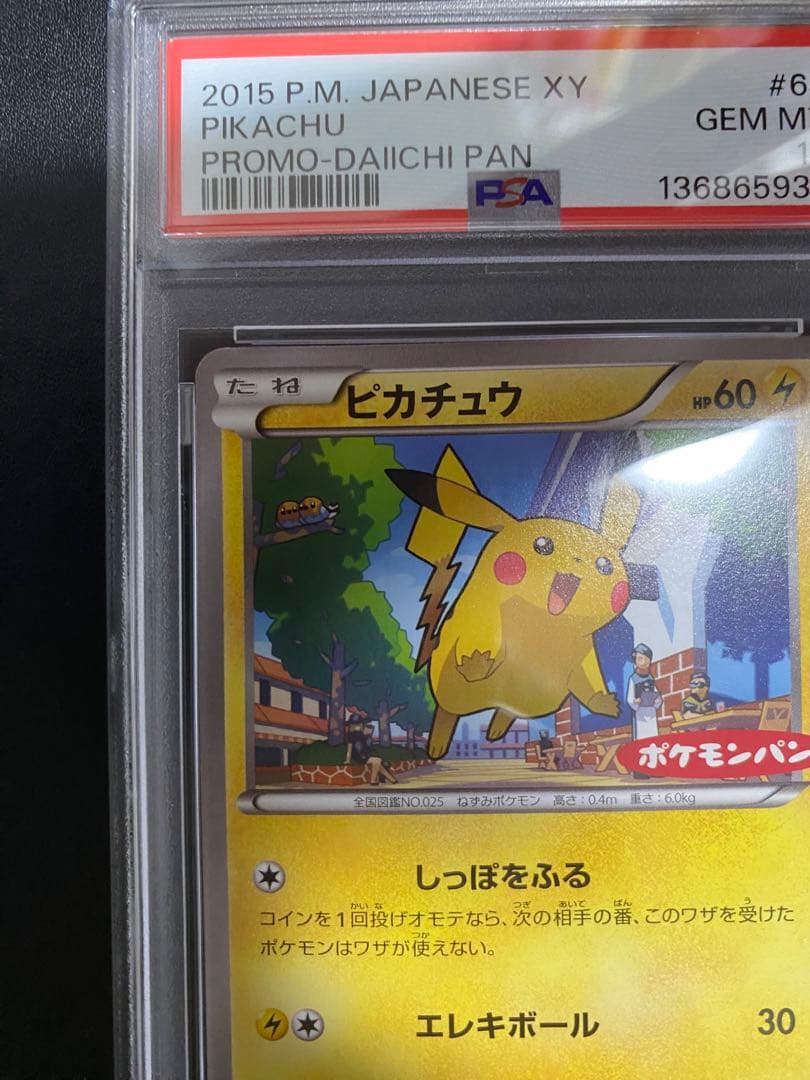 2015 P.M. JAPANESE XY #6
PIKACHU GEM M
PROMO-DAIICHI PAN 1
PSA 13686593
たね ピカチュウ HP60
ポケモンパン
全国図鑑NO.025 ねずみポケモン 高さ:0.4m 重さ:6.0kg
しっぽをふる
コインを1回投げオモテなら、次の相手の番、このワザを受けた
ポケモンはワザが使えない。
エレキボール 30